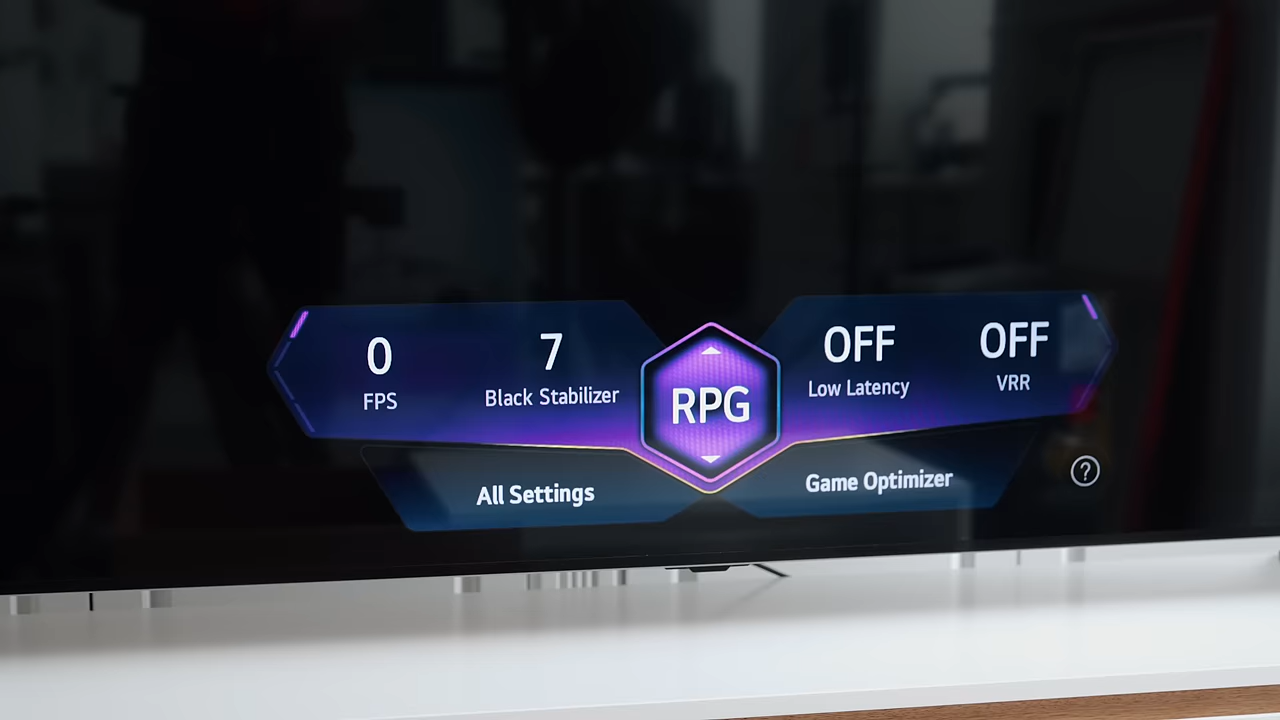 0
FPS
7
Black Stabilizer
RPG
OFF
Low Latency
OFF
VRR
All Settings
Game Optimizer
?